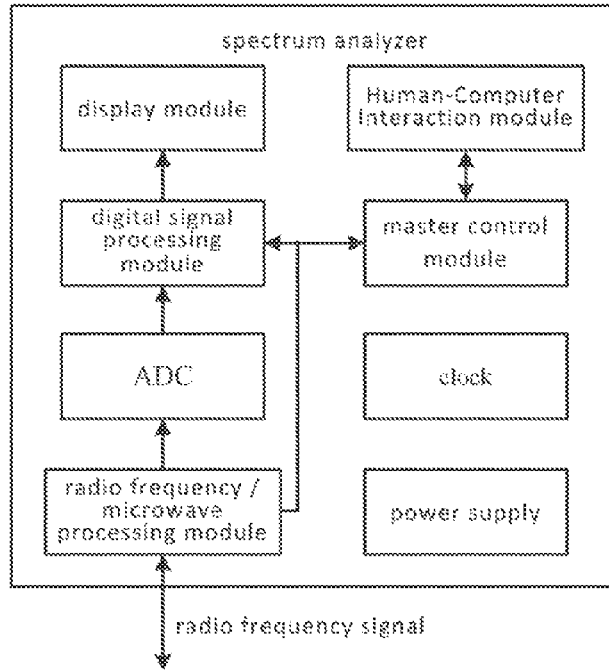 spectrum analyzer
display module
Human-Computer
Interaction module
digital signal
processing
module
master control
module
ADC
clock
radio frequency /
microwave
processing module
power supply
radio frequency signal